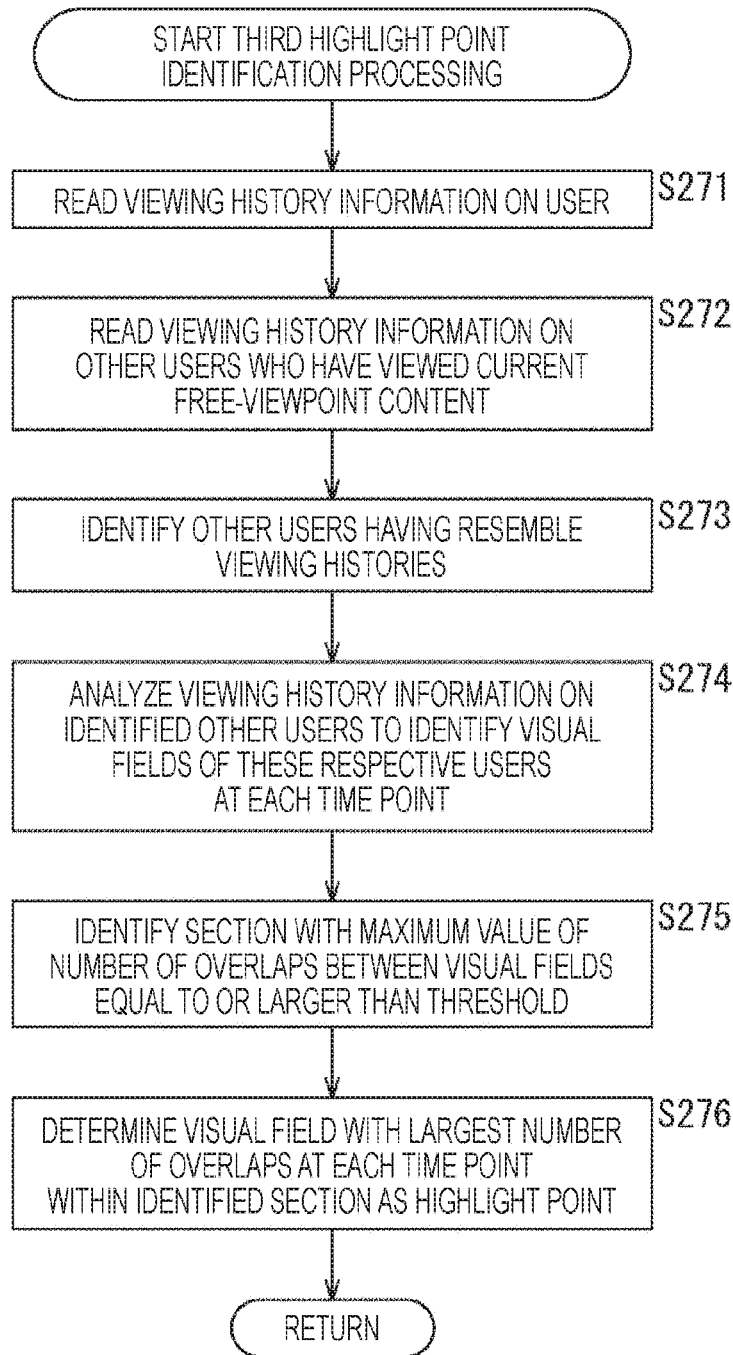 START THIRD HIGHLIGHT POINT
IDENTIFICATION PROCESSING
S271
READ VIEWING HISTORY INFORMATION ON USER
S272
READ VIEWING HISTORY INFORMATION ON
OTHER USERS WHO HAVE VIEWED CURRENT
FREE-VIEWPOINT CONTENT
S273
IDENTIFY OTHER USERS HAVING RESEMBLE
VIEWING HISTORIES
S274
ANALYZE VIEWING HISTORY INFORMATION ON
IDENTIFIED OTHER USERS TO IDENTIFY VISUAL
FIELDS OF THESE RESPECTIVE USERS
AT EACH TIME POINT
S275
IDENTIFY SECTION WITH MAXIMUM VALUE OF
NUMBER OF OVERLAPS BETWEEN VISUAL FIELDS
EQUAL TO OR LARGER THAN THRESHOLD
S276
DETERMINE VISUAL FIELD WITH LARGEST NUMBER
OF OVERLAPS AT EACH TIME POINT
WITHIN IDENTIFIED SECTION AS HIGHLIGHT POINT
RETURN